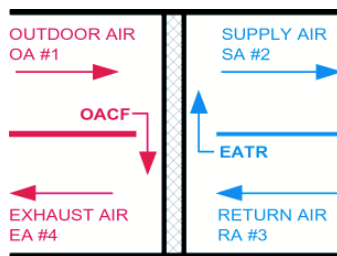 OUTDOOR AIR
OA #1
SUPPLY AIR
SA #2
OACF
EATR
EXHAUST AIR
EA #4
RETURN AIR
RA #3